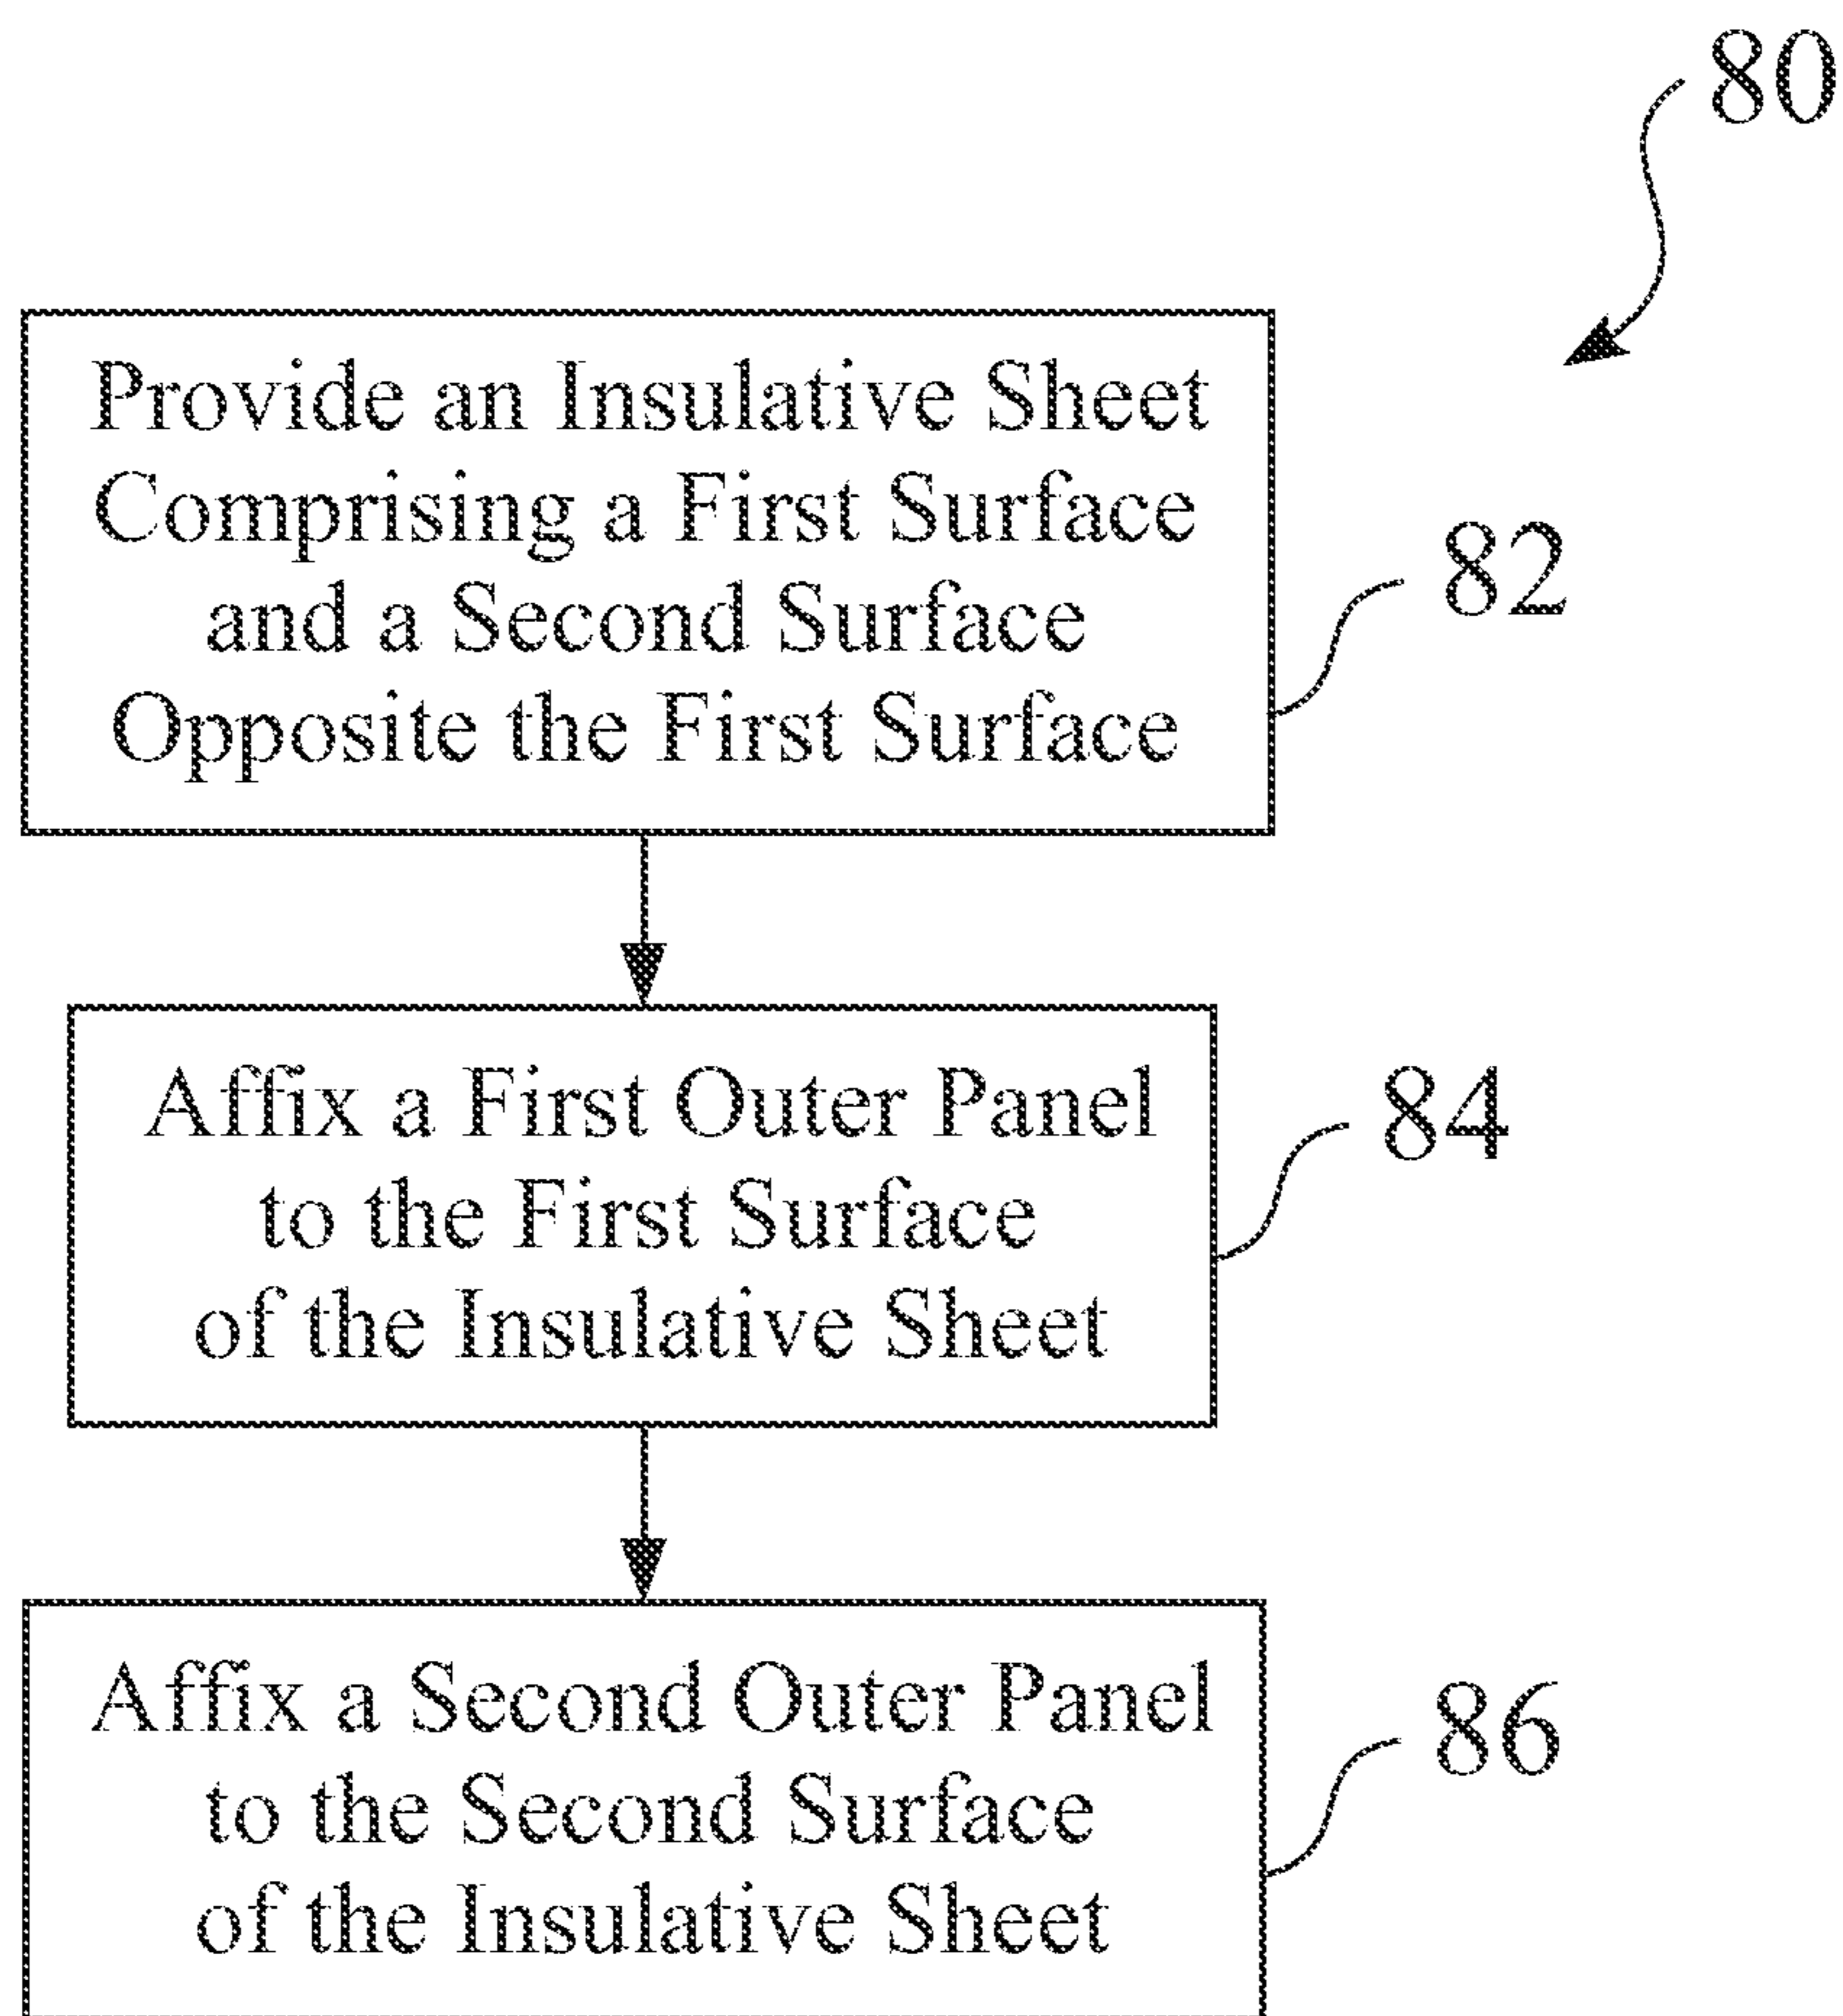 80
Provide an Insulative Sheet
Comprising a First Surface
and a Second Surface
Opposite the First Surface
82
Affix a First Outer Panel
to the First Surface
of the Insulative Sheet
84
Affix a Second Outer Panel
to the Second Surface
of the Insulative Sheet
86